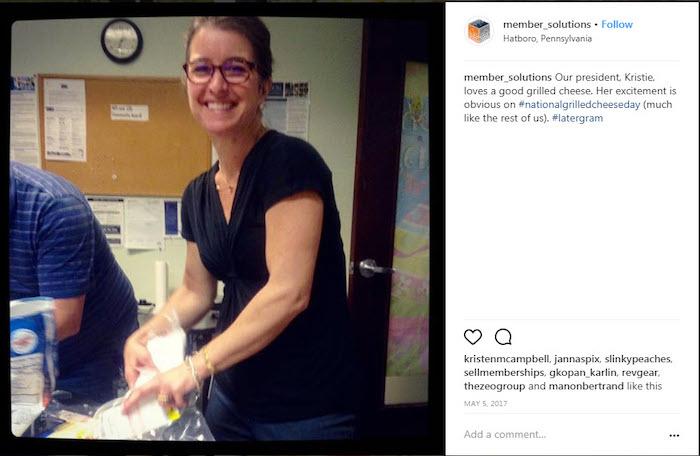 member_solutions • Follow
Hatboro, Pennsylvania
member_solutions Our president, Kristie,
loves a good grilled cheese. Her excitement is
obvious on #nationalgrilledcheeseday (much
like the rest of us). #latergram
kristenmcampbell, jannaspix, slinkypeaches,
sellmemberships, gkopan_karlin, revgear,
thezeogroup and manonbertrand like this
MAY 5, 2017
Add a comment...